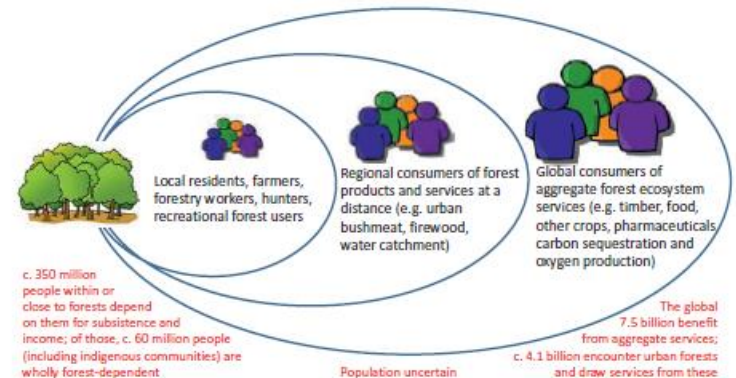 Local residents, farmers,
forestry workers, hunters,
recreational forest users
Regional consumers of forest
products and services at a
distance (e.g. urban
bushmeat, firewood,
water catchment)
Global consumers of
aggregate forest ecosystem
services (e.g. timber, food,
other crops, pharmaceuticals
carbon sequestration and
oxygen production)
c. 350 million
people within or
close to forests depend
on them for subsistence and
income; of those, c. 60 million people
(including indigenous communities) are
wholly forest-dependent
Population uncertain
The global
7.5 billion benefit
from aggregate services;
c. 4.1 billion encounter urban forests
and draw services from these